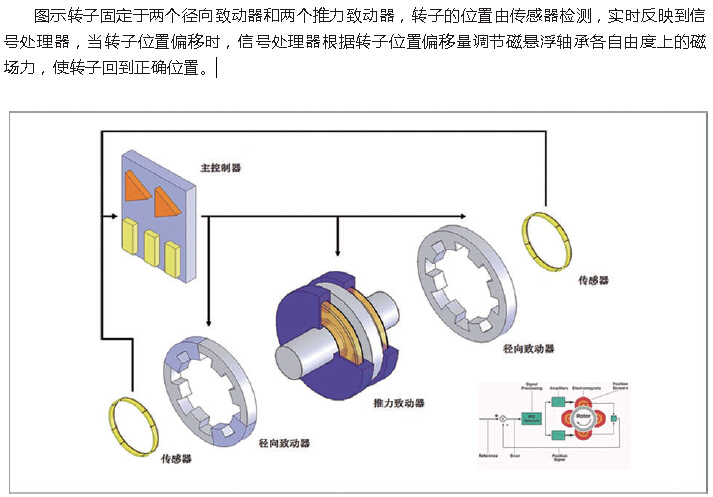 图示转子固定于两个径向致动器和两个推力致动器，转子的位置由传感器检测，实时反映到信
号处理器，当转子位置偏移时，信号处理器根据转子位置偏移量调节磁悬浮轴承各自由度上的磁
场力，使转子回到正确位置。
主控制器
传感器
径向致动器
推力致动器
径向致动器
传感器
Signal
Processing
Amplifiers
Electromagnets
Position
Sensors
Rotor
Reference
Error
Position
Signal